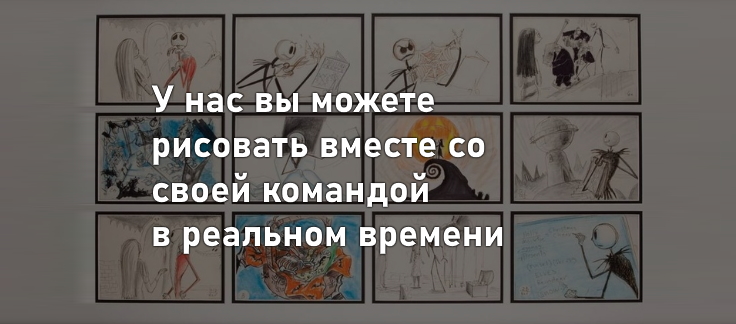 У нас вы можете
рисовать вместе со
своей командой
в реальном времени